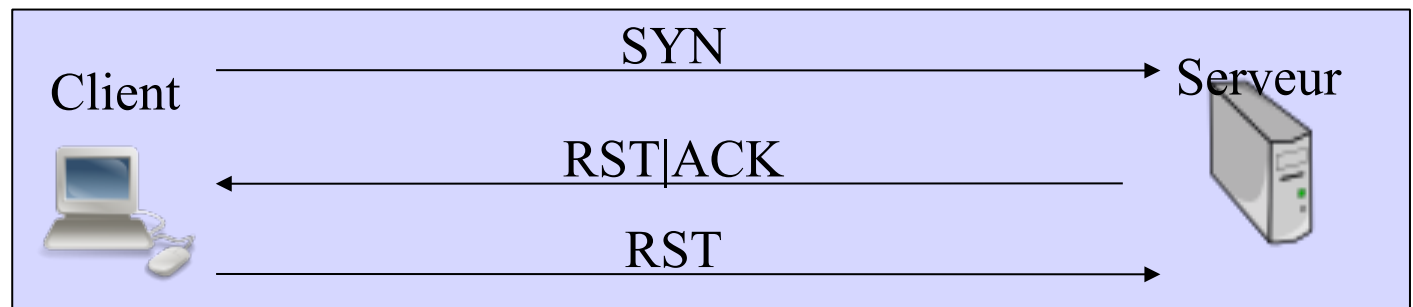 SYN
Client
Serveur
RST|ACK
RST